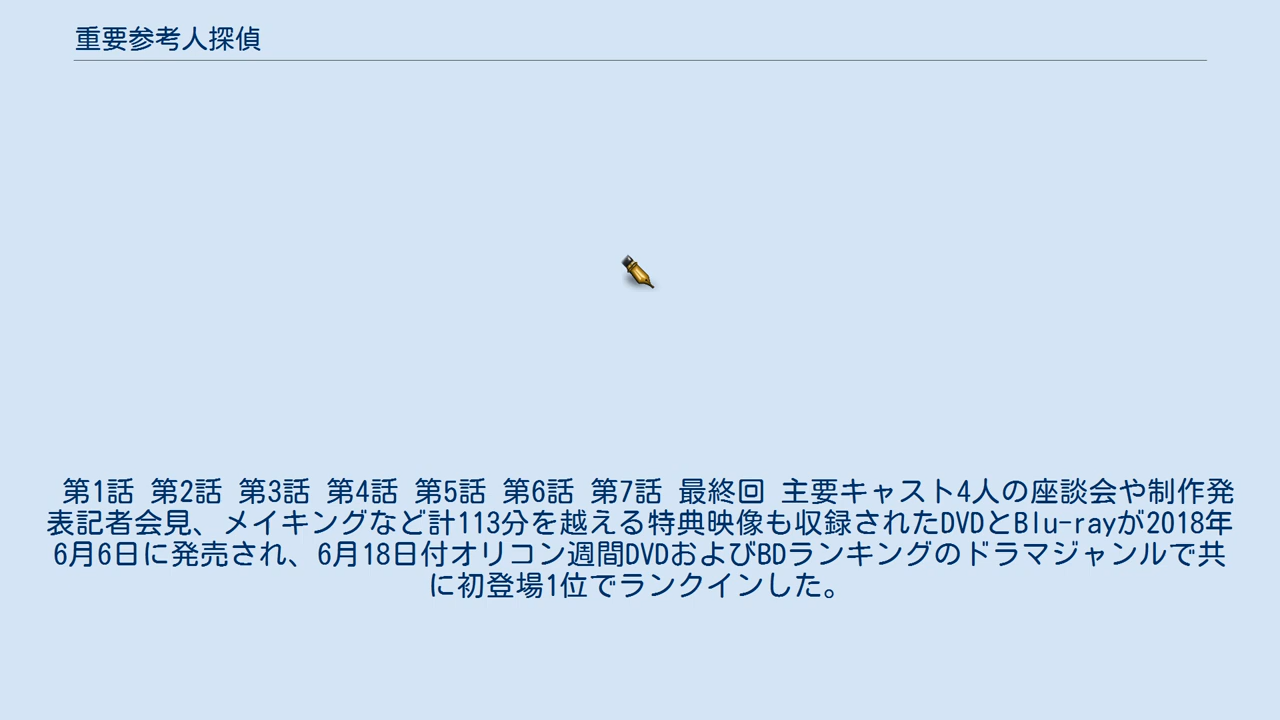 重要参考人探偵
第1話 第2話 第3話 第4話 第5話 第6話 第7話 最終回 主要キャスト4人の座談会や制作発
表記者会見、メイキングなど計113分を越える特典映像も収録されたDVDとBlu-rayが2018年
6月6日に発売され、6月18日付オリコン週間DVDおよびBDランキングのドラマジャンルで共
に初登場1位でランクインした。